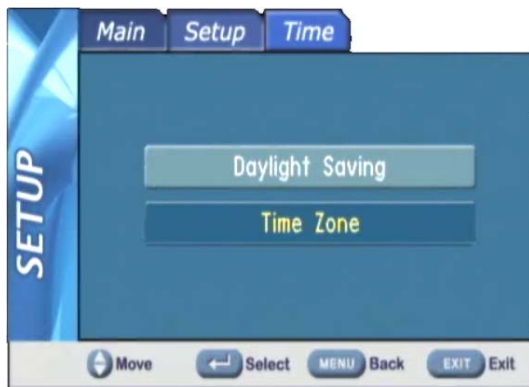 Main Setup Time
SETUP
Daylight Saving
Time Zone
Move Select MENU Back EXIT Exit